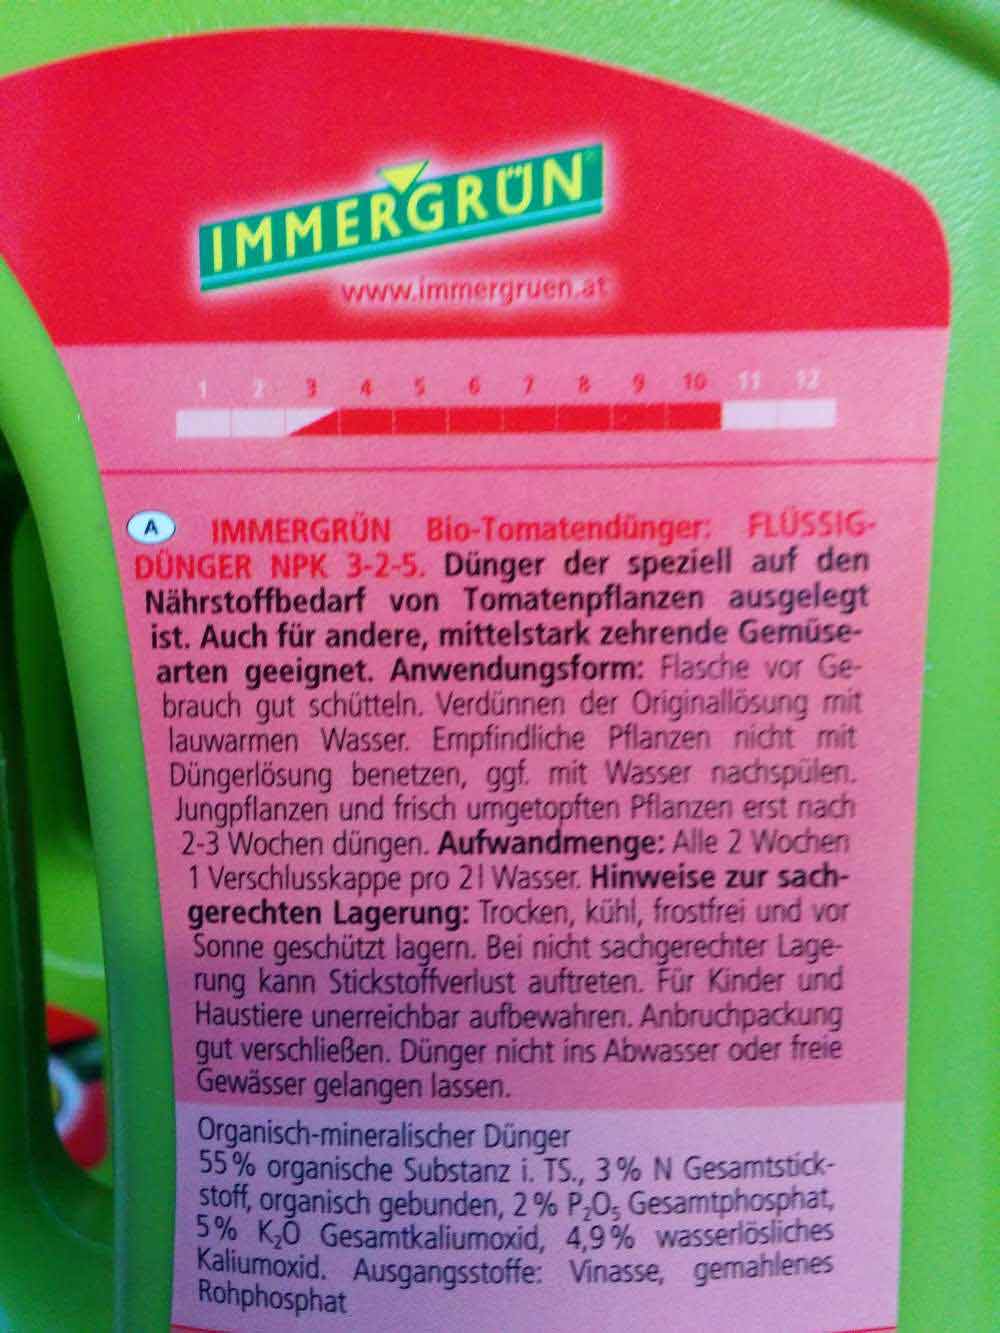 IMMERGRÜN
www.immergruen.at
1 2 3 4 5 6 7 8 9 10 11 12
A IMMERGRÜN Bio-Tomatendünger: FLÜSSIG-
DÜNGER NPK 3-2-5. Dünger der speziell auf den
Nährstoffbedarf von Tomatenpflanzen ausgelegt
ist. Auch für andere, mittelstark zehrende Gemüse-
arten geeignet. Anwendungsform: Flasche vor Ge-
brauch gut schütteln. Verdünnen der Originallösung mit
lauwarmen Wasser. Empfindliche Pflanzen nicht mit
Düngerlösung benetzen, ggf. mit Wasser nachspülen.
Jungpflanzen und frisch umgetopften Pflanzen erst nach
2-3 Wochen düngen. Aufwandmenge: Alle 2 Wochen
1 Verschlusskappe pro 2l Wasser. Hinweise zur sach-
gerechten Lagerung: Trocken, kühl, frostfrei und vor
Sonne geschützt lagern. Bei nicht sachgerechter Lage-
rung kann Stickstoffverlust auftreten. Für Kinder und
Haustiere unerreichbar aufbewahren. Anbruchpackung
gut verschließen. Dünger nicht ins Abwasser oder freie
Gewässer gelangen lassen.
Organisch-mineralischer Dünger
55% organische Substanz i. TS., 3% N Gesamtstick-
stoff, organisch gebunden, 2% P₂O₅ Gesamtphosphat,
5% K₂O Gesamtkaliumoxid, 4,9% wasserlösliches
Kaliumoxid. Ausgangsstoffe: Vinasse, gemahlenes
Rohphosphat